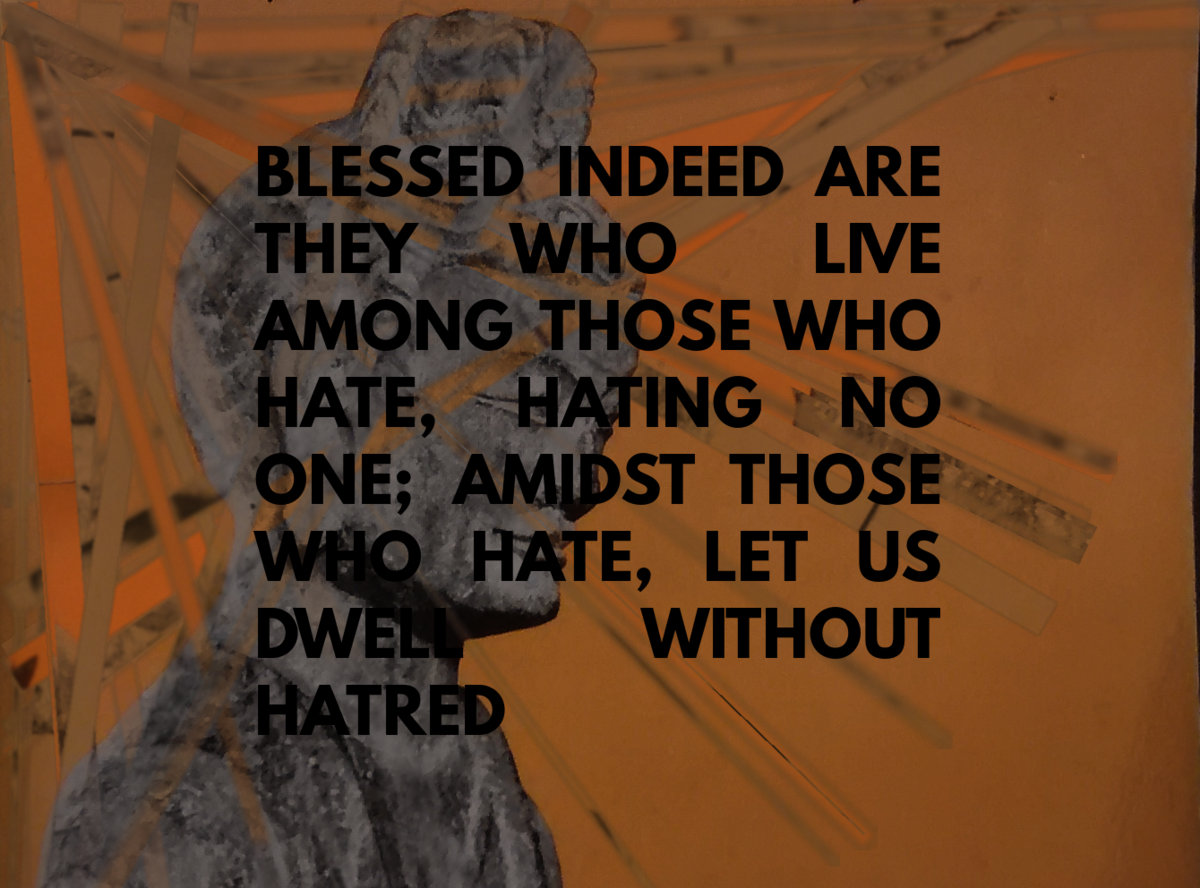 BLESSED INDEED ARE
THEY WHO LIVE
AMONG THOSE WHO
HATE, HATING NO
ONE; AMIDST THOSE
WHO HATE, LET US
DWELL WITHOUT
HATRED